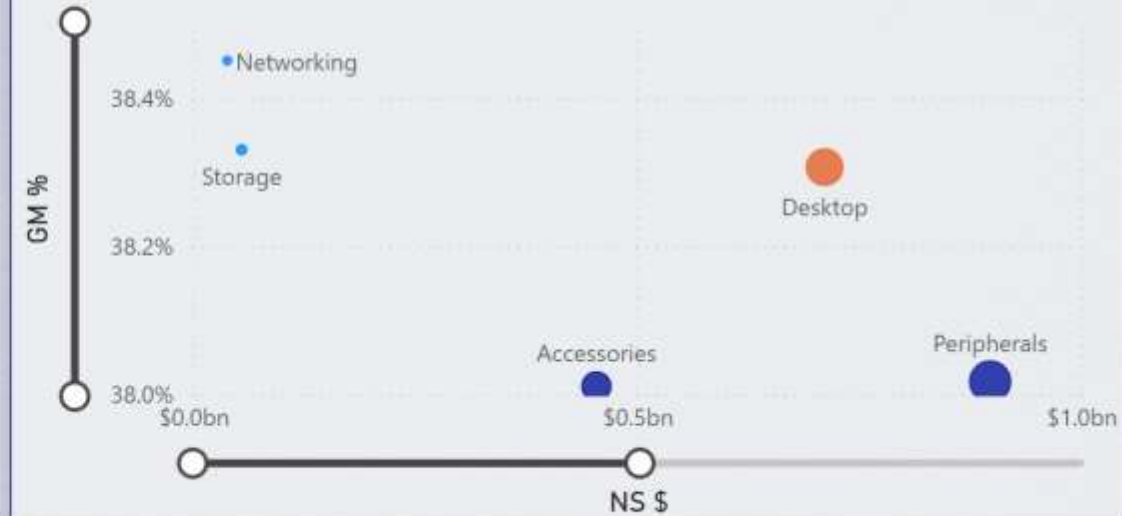 Networking
38.4%
Storage
GM %
Desktop
38.2%
Accessories
Peripherals
38.0%
$0.0bn
$0.5bn
$1.0bn
NS $